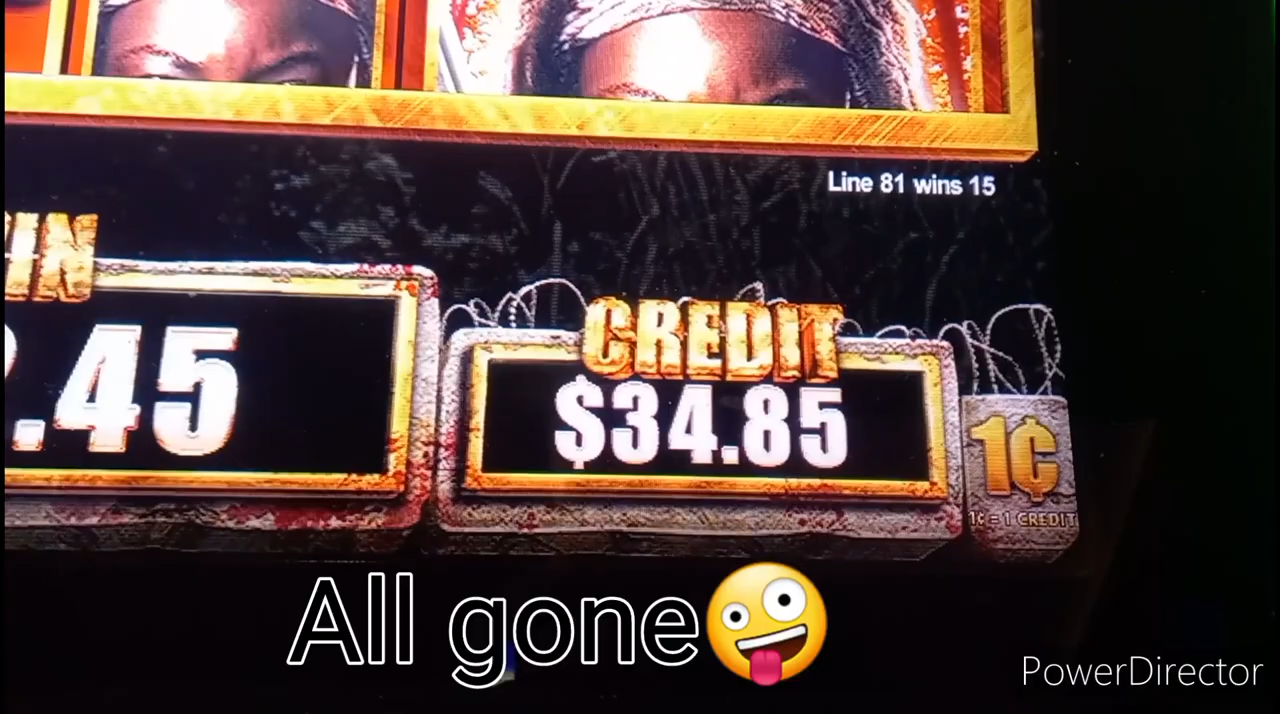 Line 81 wins 15
.45
CREDIT
$34.85
1¢
1¢ = 1 CREDIT
All gone🤪
PowerDirector